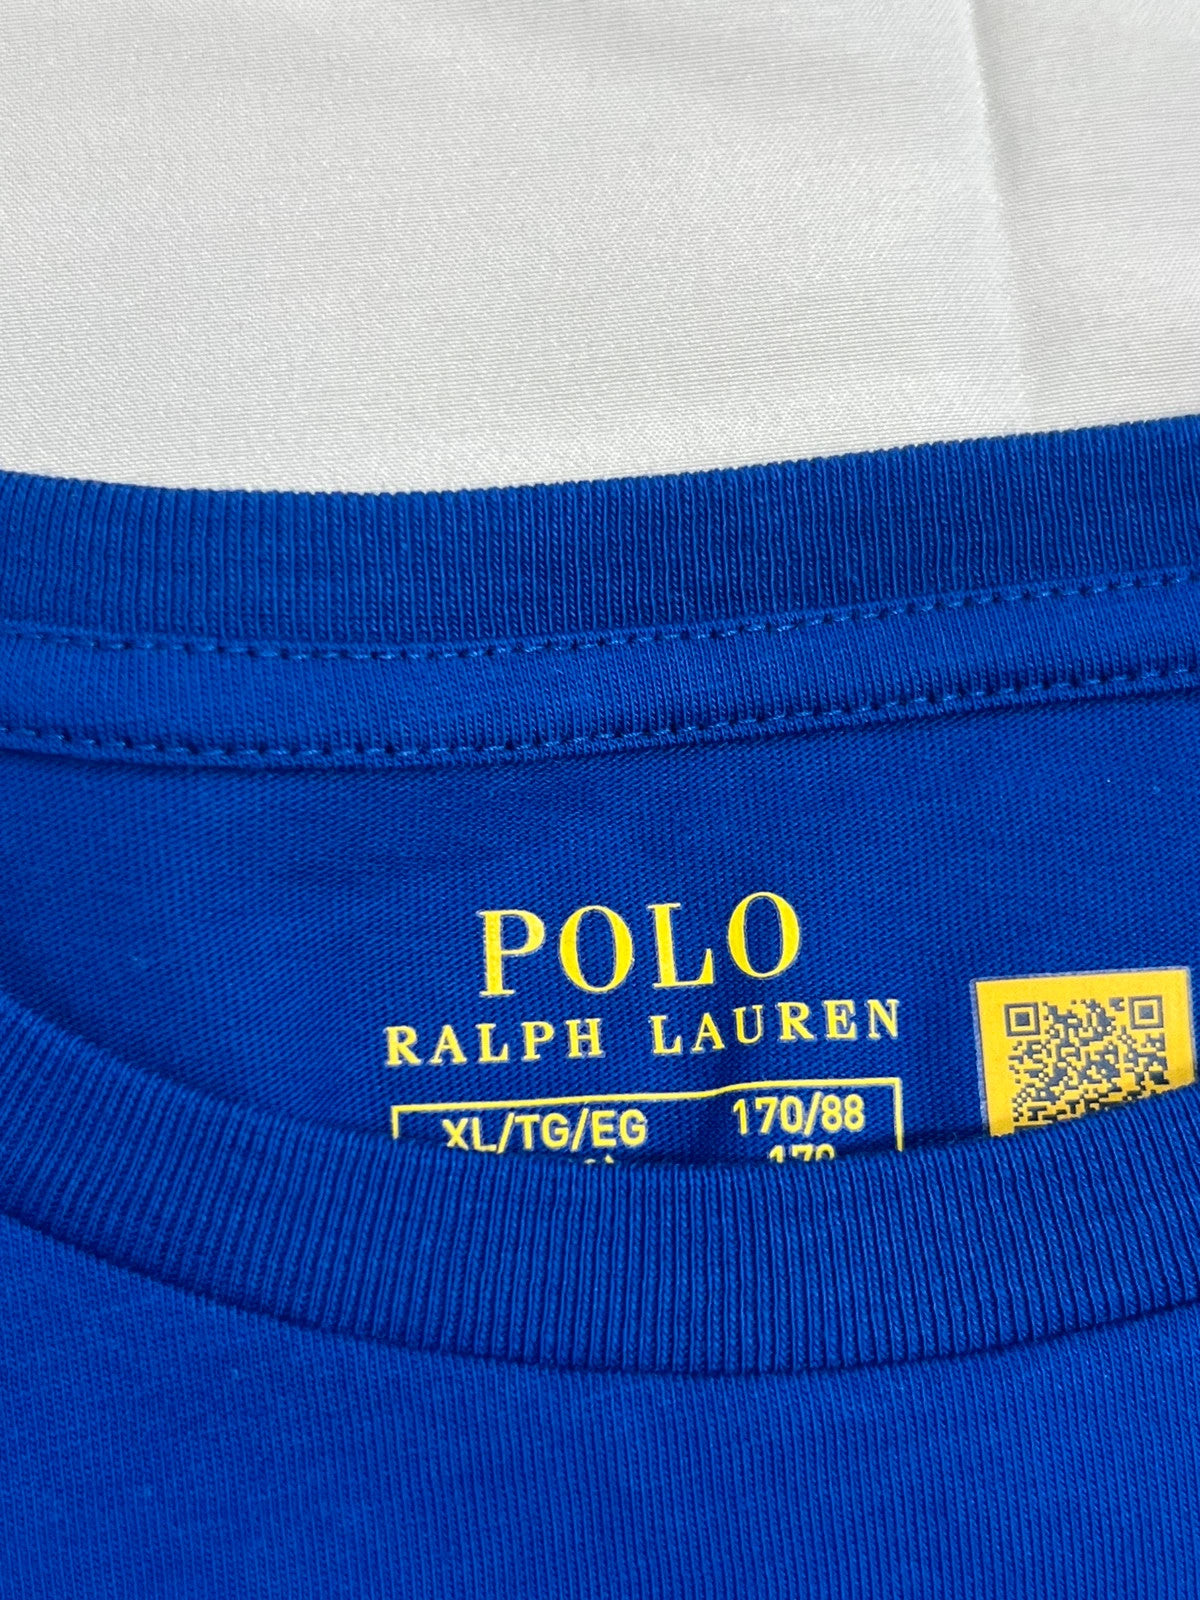 POLO
RALPH LAUREN
XL/TG/EG 170/88